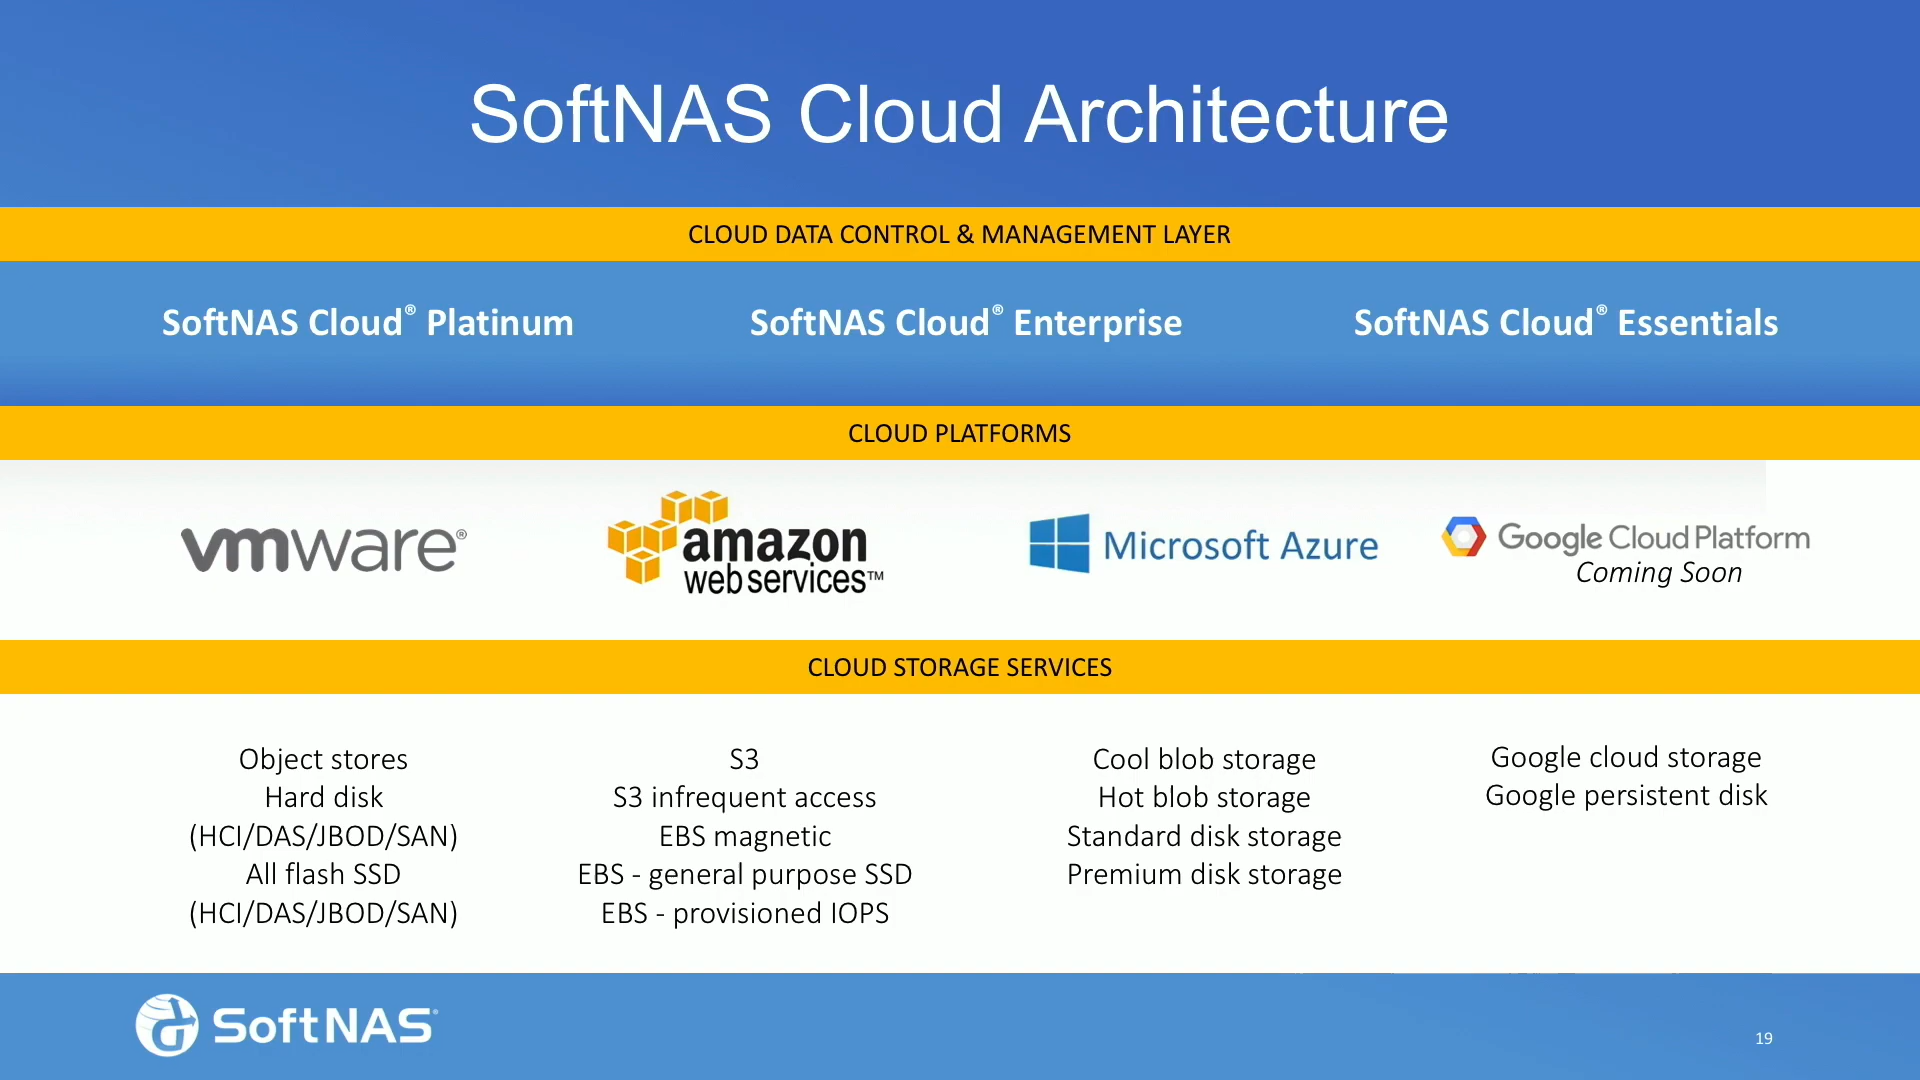 SoftNAS Cloud Architecture
CLOUD DATA CONTROL & MANAGEMENT LAYER
SoftNAS Cloud® Platinum
SoftNAS Cloud® Enterprise
SoftNAS Cloud® Essentials
CLOUD PLATFORMS
vmware®
amazon
web services™
Microsoft Azure
Google Cloud Platform
Coming Soon
CLOUD STORAGE SERVICES
Object stores
Hard disk
(HCI/DAS/JBOD/SAN)
All flash SSD
(HCI/DAS/JBOD/SAN)
S3
S3 infrequent access
EBS magnetic
EBS - general purpose SSD
EBS - provisioned IOPS
Cool blob storage
Hot blob storage
Standard disk storage
Premium disk storage
Google cloud storage
Google persistent disk
SoftNAS®
19